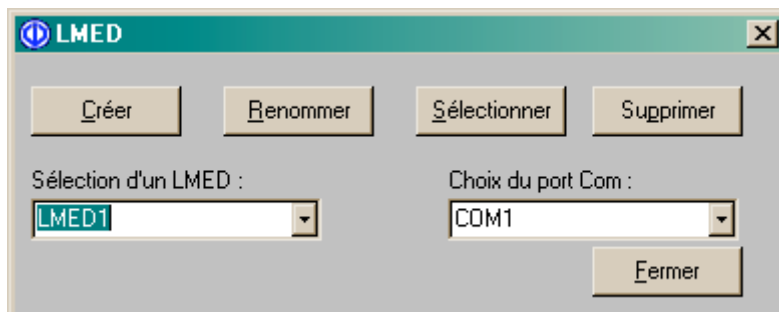 LMED
Créer Renommer Sélectionner Supprimer
Sélection d'un LMED : Choix du port Com :
LMED1 COM1
Fermer